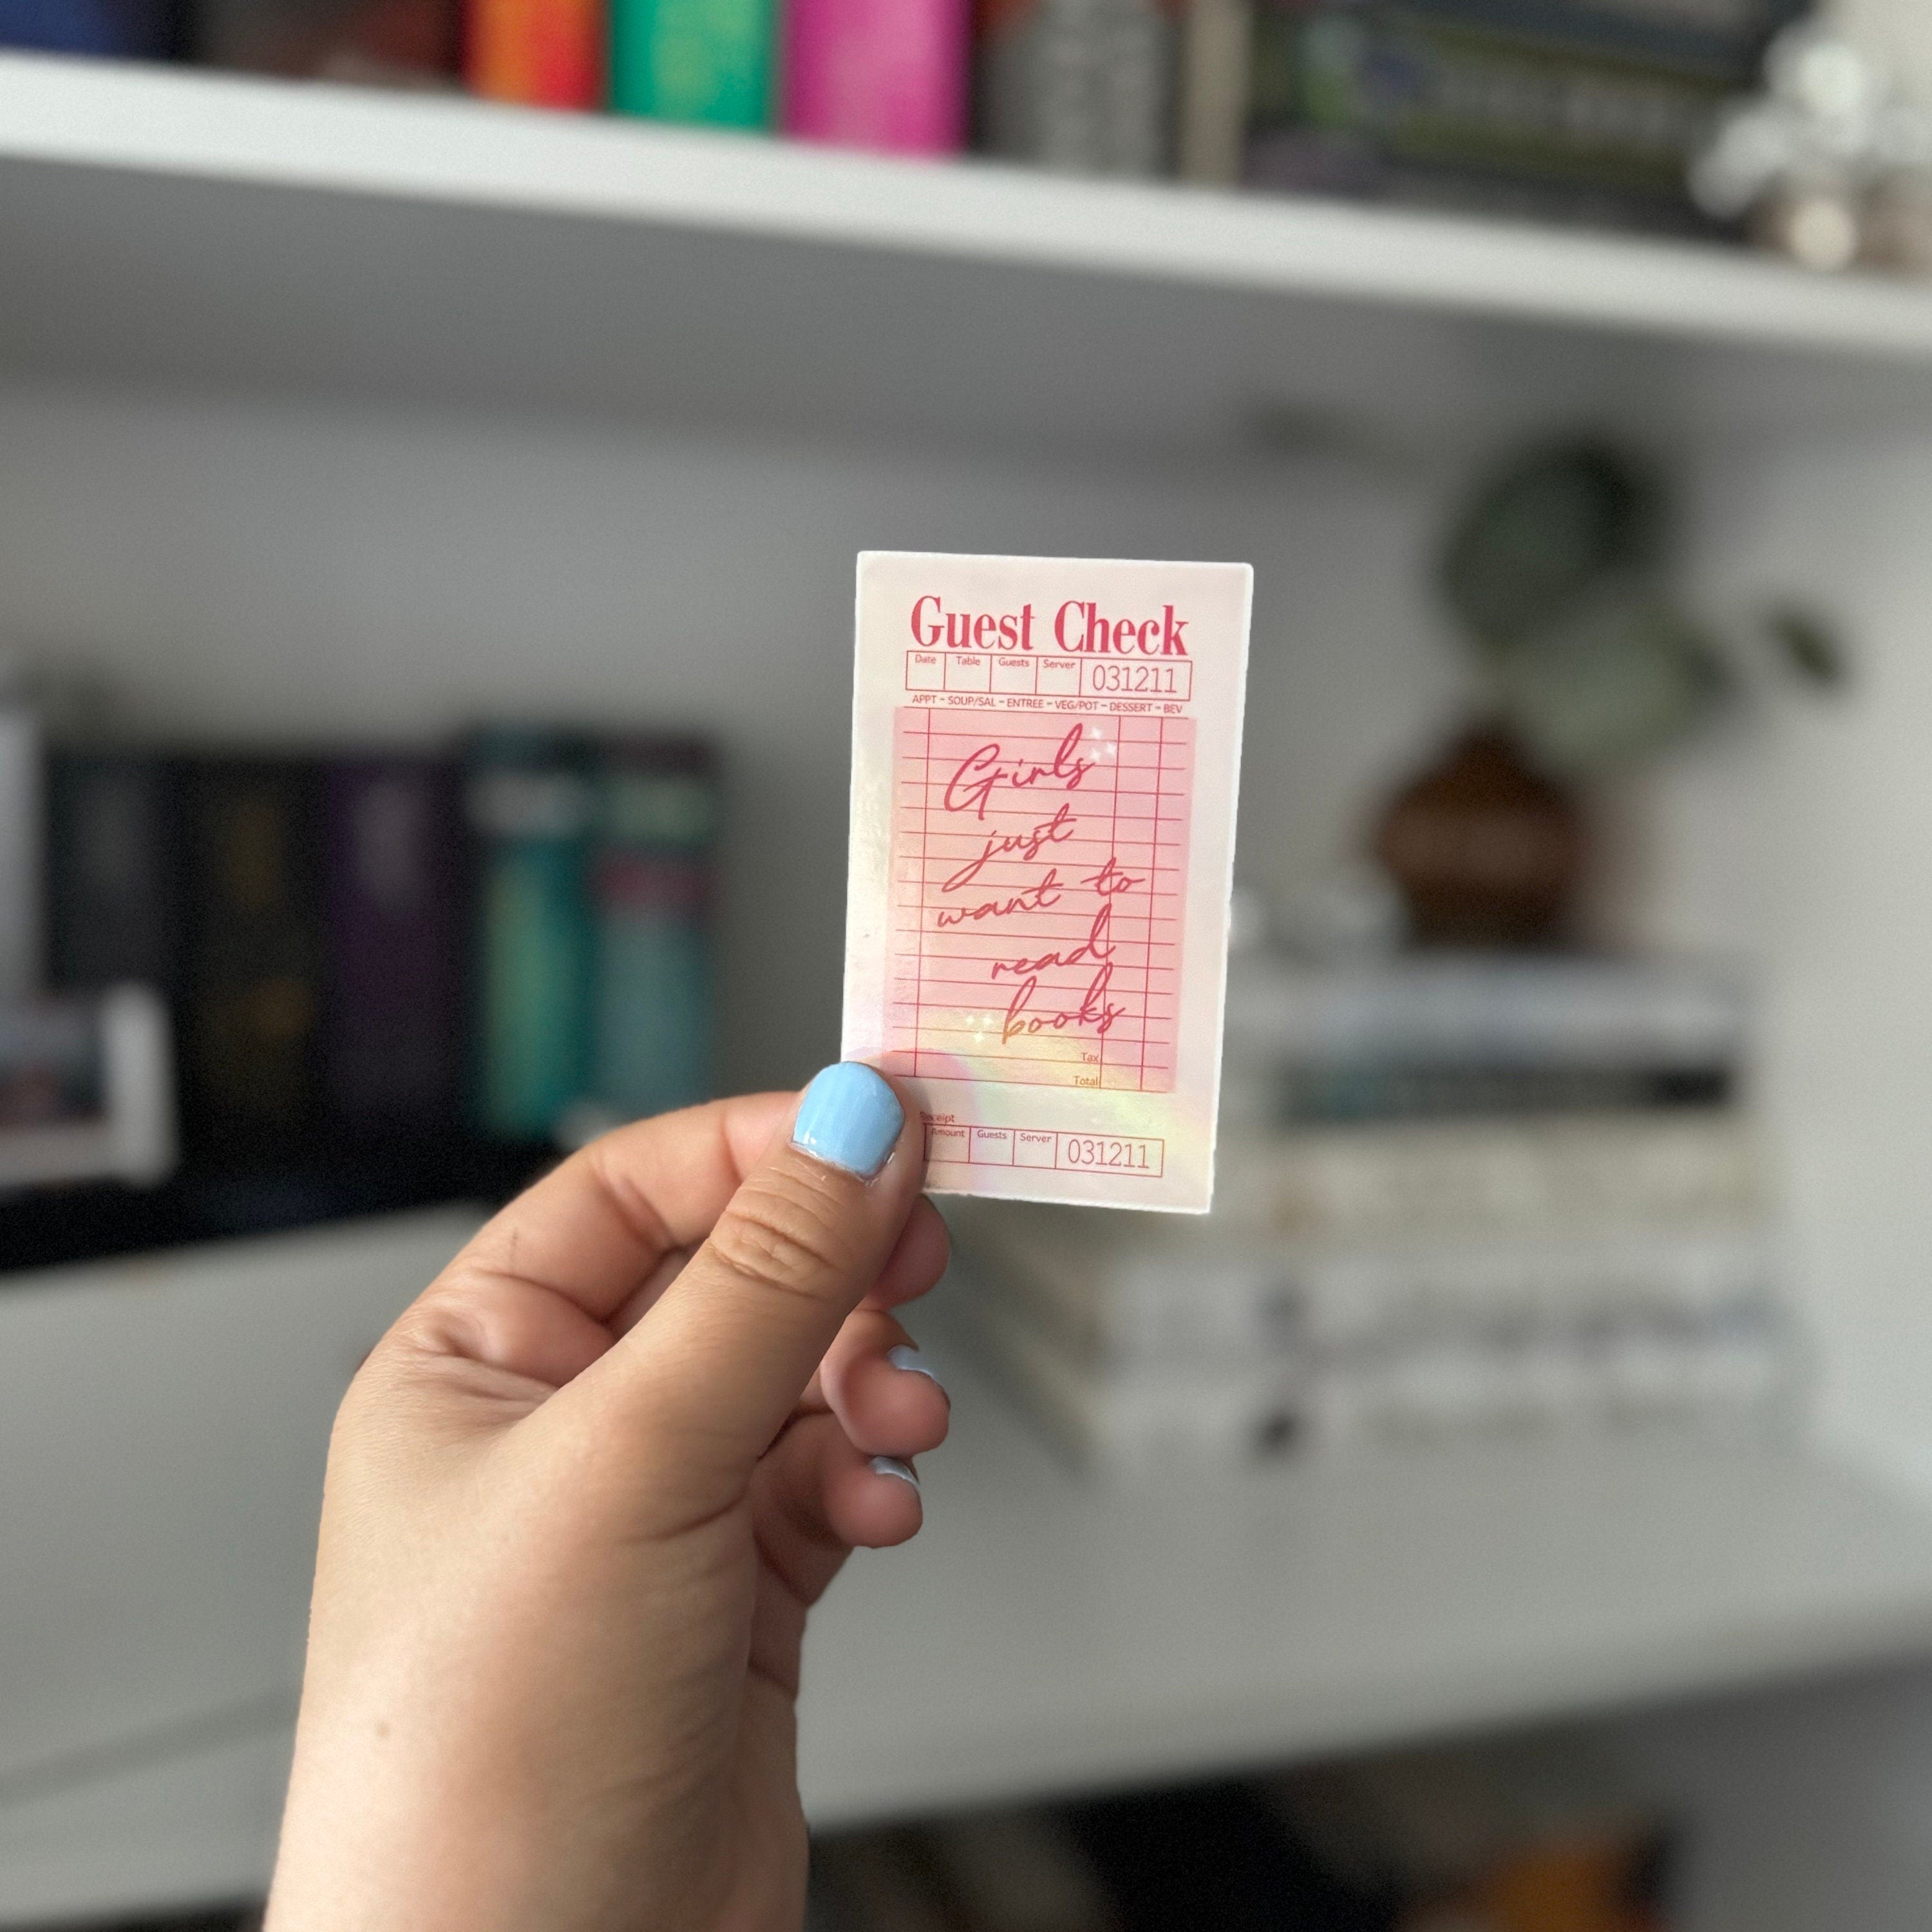 Guest Check
Date Table Guests Server 031211
APPT - SOUP/SAL - ENTREE - VEG/POT - DESSERT - BEV
Girls
just
want to
read
books
Tax
Total
Receipt
Amount Guests Server 031211